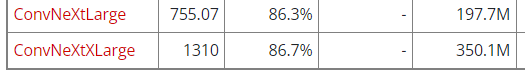 ConvNeXtLarge 755.07 86.3% - 197.7M
ConvNeXtXLarge 1310 86.7% - 350.1M